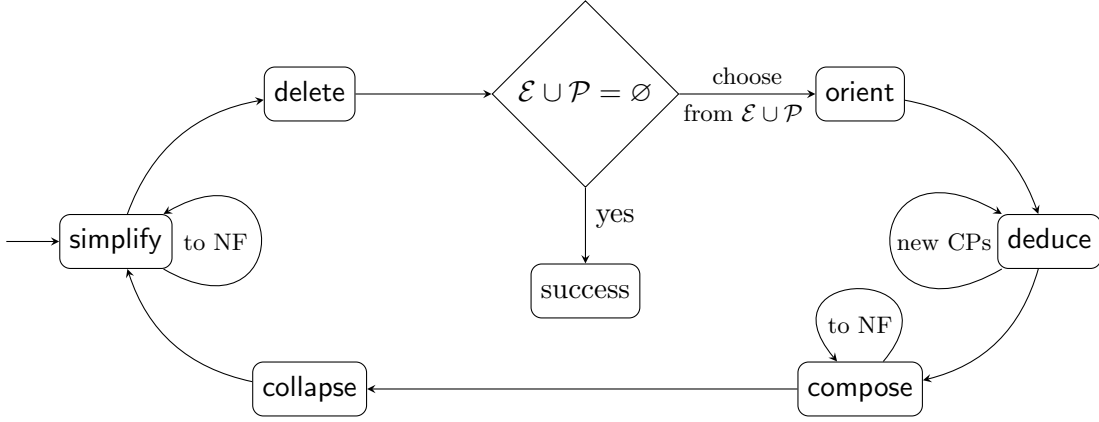 delete
ℰ ∪ 𝒫 = ∅
choose
from ℰ ∪ 𝒫
orient
yes
simplify
to NF
new CPs
deduce
success
to NF
collapse
compose